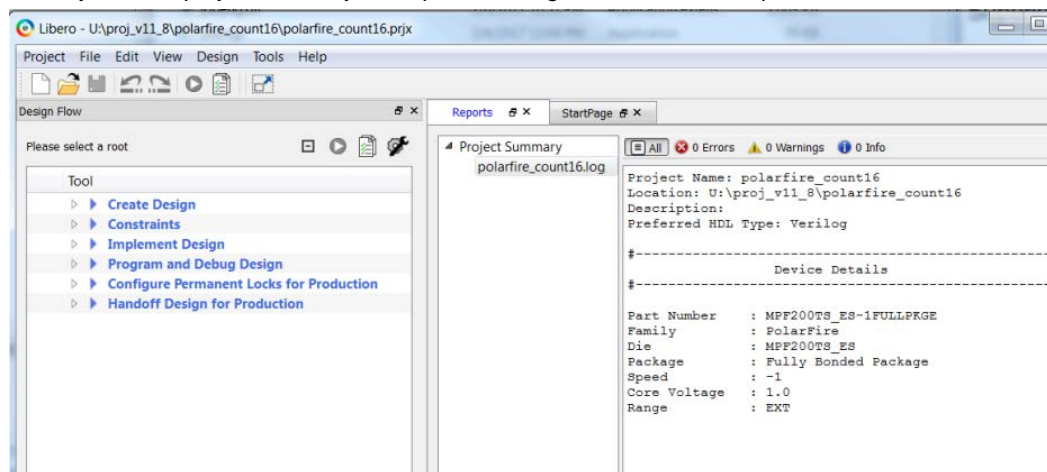 Libero - U:\proj_v11_8\polarfire_count16\polarfire_count16.prjx
Project File Edit View Design Tools Help
Design Flow
Reports
StartPage
Please select a root
Tool
Create Design
Constraints
Implement Design
Program and Debug Design
Configure Permanent Locks for Production
Handoff Design for Production
Project Summary
polarfire_count16.log
All 0 Errors 0 Warnings 0 Info
Project Name: polarfire_count16
Location: U:\proj_v11_8\polarfire_count16
Description:
Preferred HDL Type: Verilog
#----------------------------------------------------
Device Details
#----------------------------------------------------
Part Number : MPF200TS_ES-1FULLPKGE
Family : PolarFire
Die : MPF200TS_ES
Package : Fully Bonded Package
Speed : -1
Core Voltage : 1.0
Range : EXT